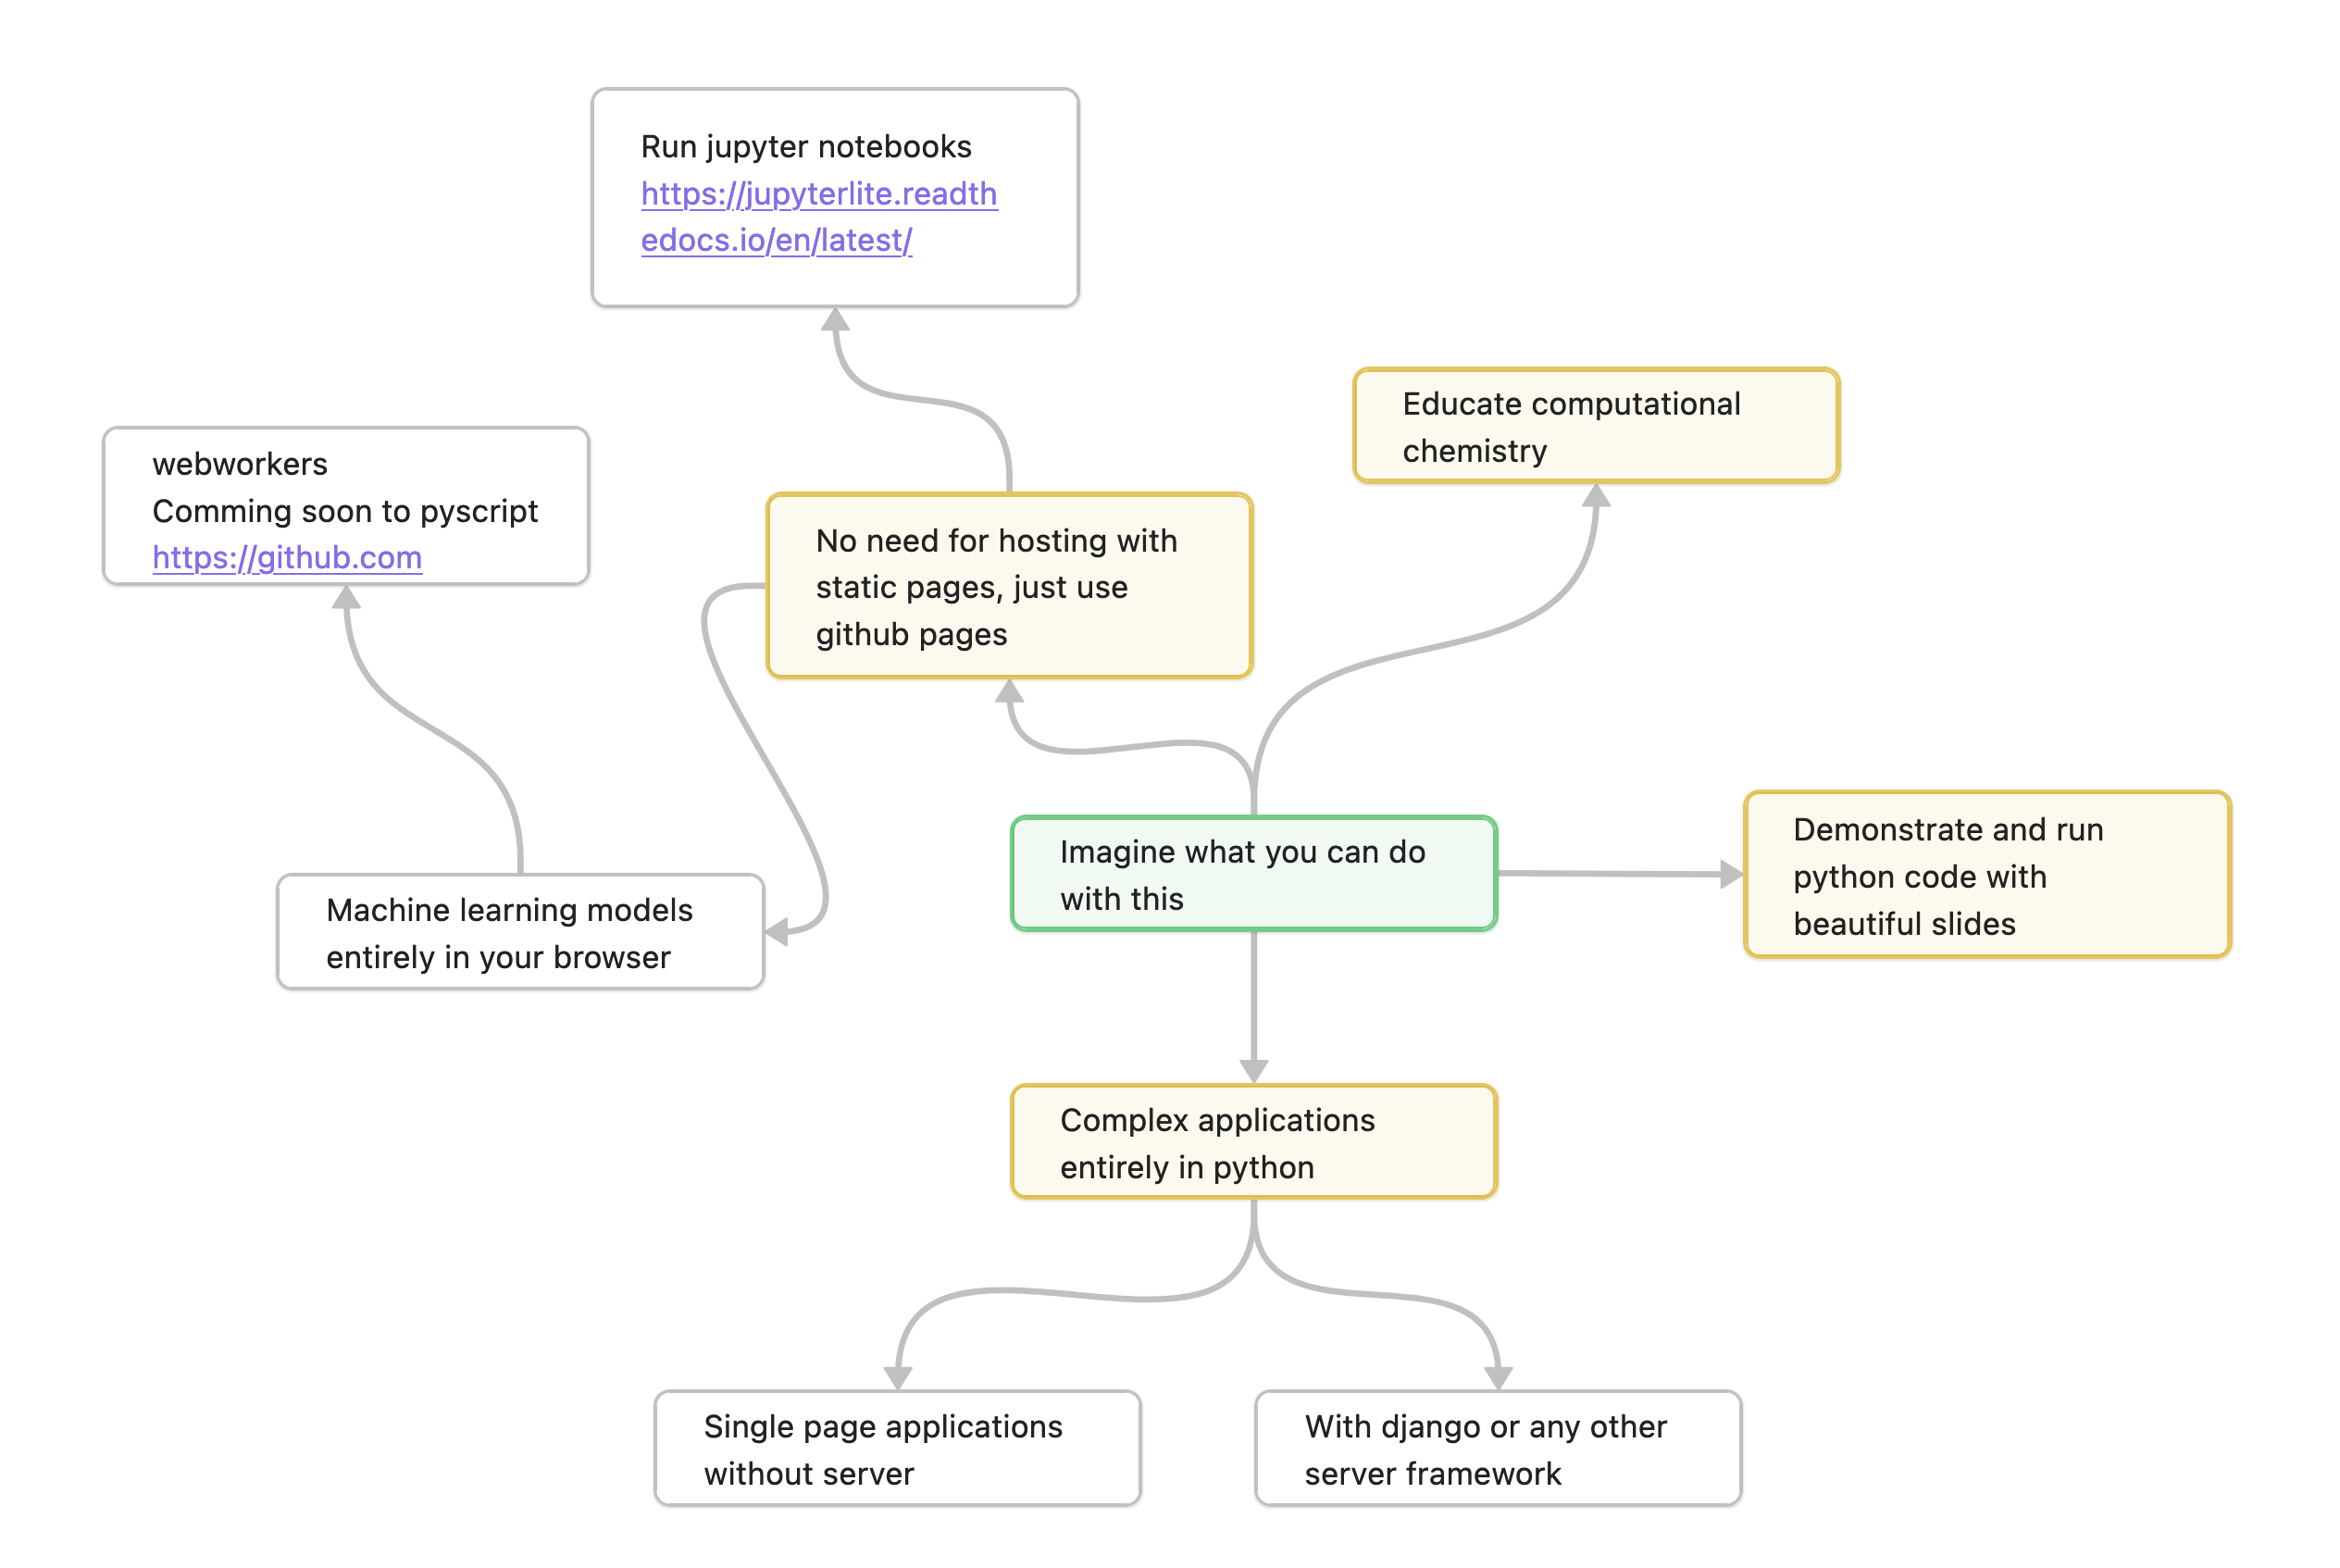 Run jupyter notebooks
https://jupyterlite.readth
edocs.io/en/latest/
Educate computational
chemistry
webworkers
Comming soon to pyscript
https://github.com
No need for hosting with
static pages, just use
github pages
Imagine what you can do
with this
Demonstrate and run
python code with
beautiful slides
Machine learning models
entirely in your browser
Complex applications
entirely in python
Single page applications
without server
With django or any other
server framework